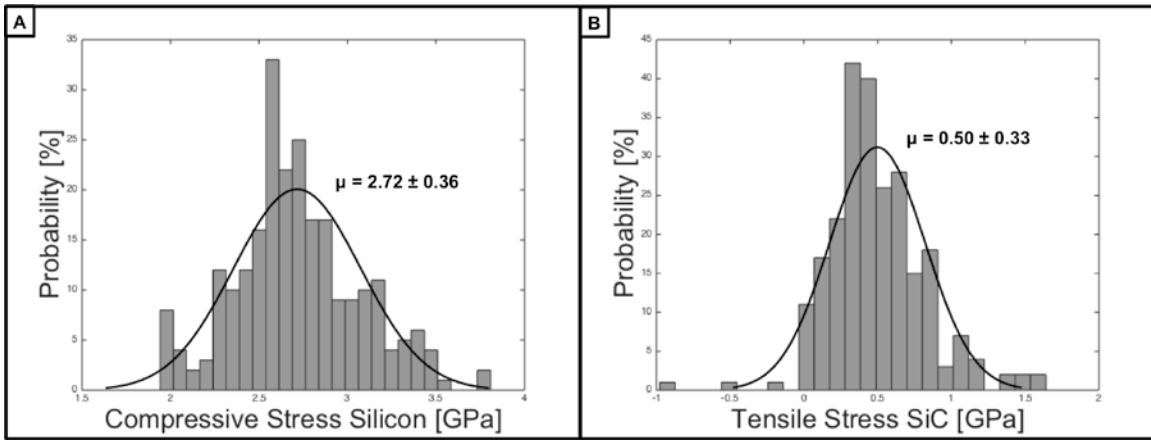 A
35
30
25
20
15
10
5
0
Probability [%]
μ = 2.72 ± 0.36
1.5 2 2.5 3 3.5 4
Compressive Stress Silicon [GPa]
B
45
40
35
30
25
20
15
10
5
0
Probability [%]
μ = 0.50 ± 0.33
-1 -0.5 0 0.5 1 1.5 2
Tensile Stress SiC [GPa]